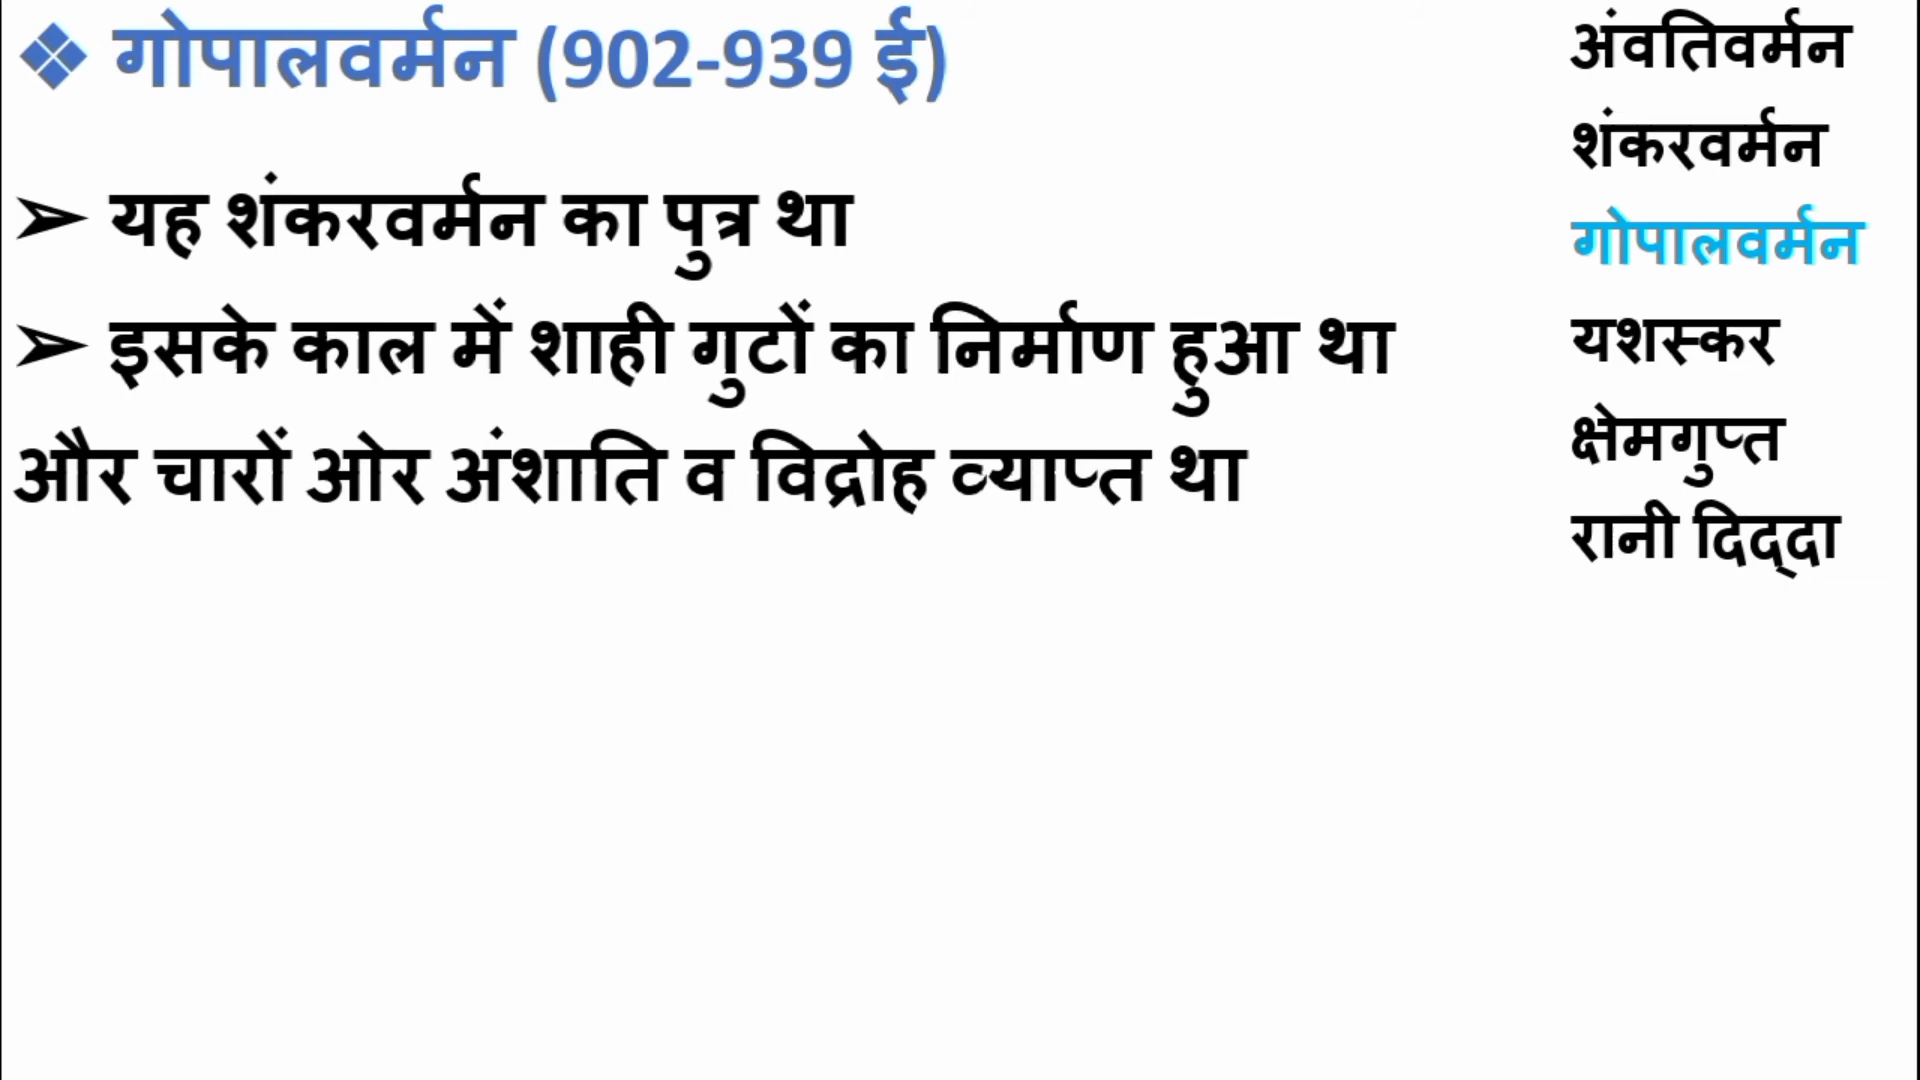 ❖ गोपालवर्मन (902-939 ई)
➢ यह शंकरवर्मन का पुत्र था
➢ इसके काल में शाही गुटों का निर्माण हुआ था
और चारों ओर अंशाति व विद्रोह व्याप्त था
अंवतिवर्मन
शंकरवर्मन
गोपालवर्मन
यशस्कर
क्षेमगुप्त
रानी दिद्दा